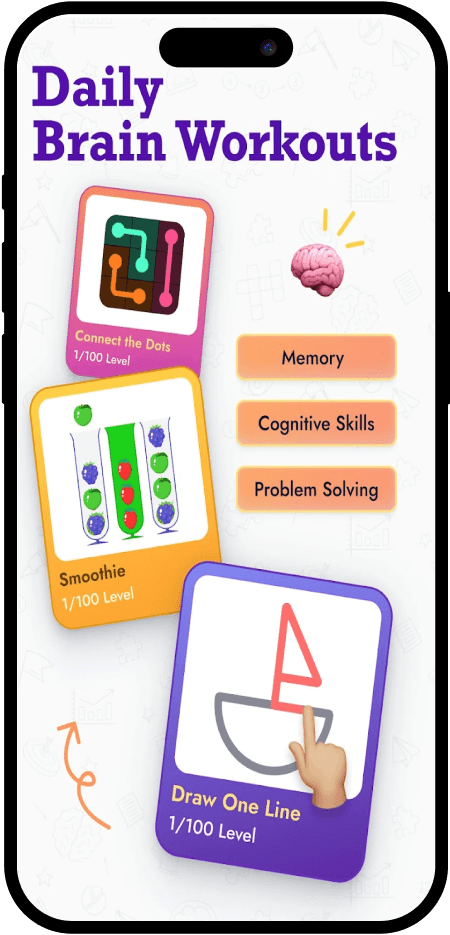 Daily
Brain Workouts
Connect the Dots
1/100 Level
Memory
Cognitive Skills
Problem Solving
Smoothie
1/100 Level
Draw One Line
1/100 Level